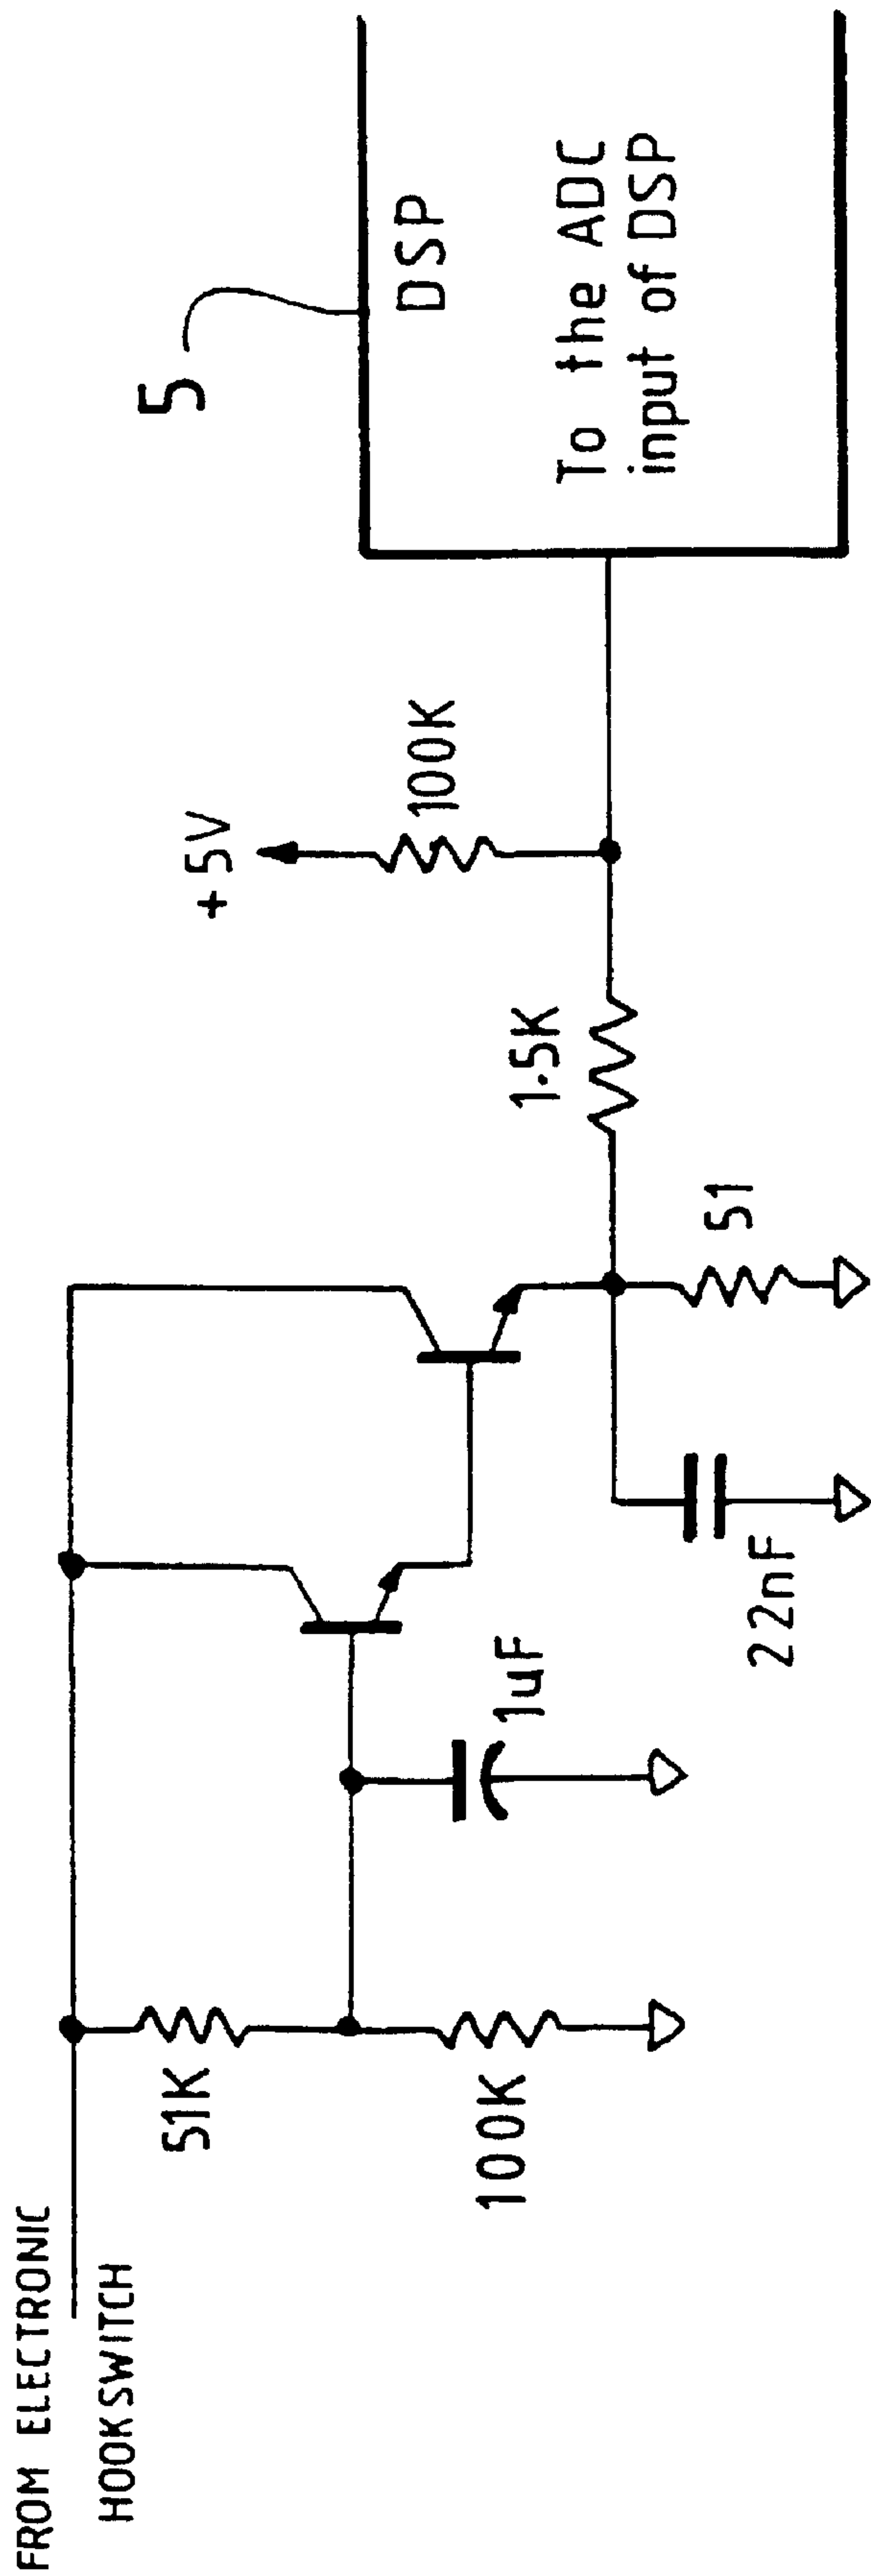 FROM ELECTRONIC
HOOKSWITCH
51K
100K
1uF
22nF
51
1.5K
+5V
100K
5
DSP
To the ADC
input of DSP